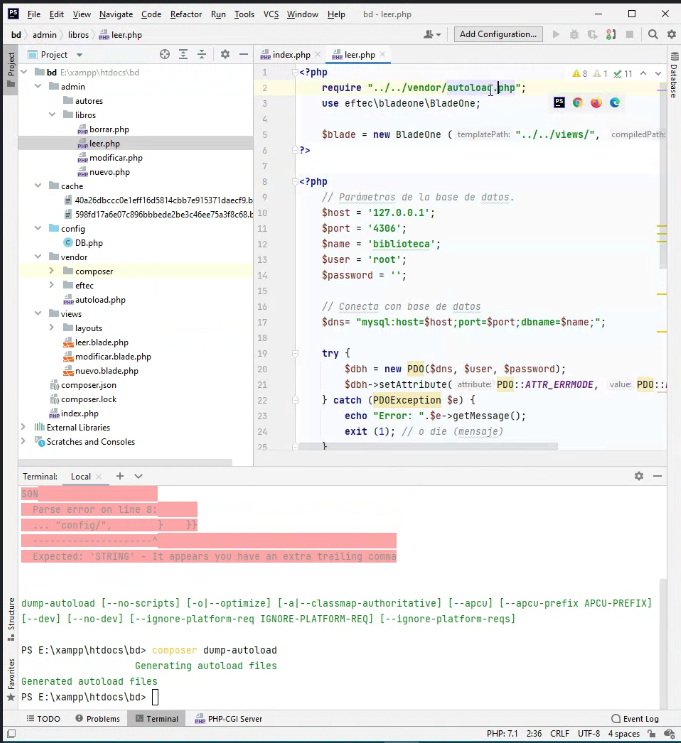 File Edit View Navigate Code Refactor Run Tools VCS Window Help bd - leer.php
bd admin libros leer.php Add Configuration...
Project
Project
index.php
leer.php
bd E:\xampp\htdocs\bd
admin
autores
libros
borrar.php
leer.php
modificar.php
nuevo.php
cache
40a26dbccc0e1eff16d5814cbb7e915371daecf9.b
598fd17a6e07c896bbbede2be3c46ee75a3f8c68.b
config
DB.php
vendor
composer
eftec
autoload.php
views
layouts
leer.blade.php
modificar.blade.php
nuevo.blade.php
composer.json
composer.lock
index.php
External Libraries
Scratches and Consoles
8 1 11
1 <?php
2 require "../../vendor/autoload.php";
3 use eftec\bladeone\BladeOne;
4
5 $blade = new BladeOne ( templatePath: "../../views/", compiledPath:
6 ?>
7
8 <?php
9 // Parámetros de la base de datos.
10 $host = '127.0.0.1';
11 $port = '4306';
12 $name = 'biblioteca';
13 $user = 'root';
14 $password = '';
15
16 // Conecta con base de datos
17 $dns= "mysql:host=$host;port=$port;dbname=$name;";
18
19 try {
20 $dbh = new PDO($dns, $user, $password);
21 $dbh->setAttribute( attribute: PDO::ATTR_ERRMODE, value: PDO::
22 } catch (PDOException $e) {
23 echo "Error: ".$e->getMessage();
24 exit (1); // o die (mensaje)
25 }
Database
Terminal: Local
SON
Parse error on line 8:
... "config/", } }}
---------------------^
Expected: 'STRING' - It appears you have an extra trailing comma
dump-autoload [--no-scripts] [-o|--optimize] [-a|--classmap-authoritative] [--apcu] [--apcu-prefix APCU-PREFIX]
[--dev] [--no-dev] [--ignore-platform-req IGNORE-PLATFORM-REQ] [--ignore-platform-reqs]
PS E:\xampp\htdocs\bd> composer dump-autoload
Generating autoload files
Generated autoload files
PS E:\xampp\htdocs\bd>
Structure
Favorites
TODO Problems Terminal PHP-CGI Server Event Log
PHP: 7.1 2:36 CRLF UTF-8 4 spaces